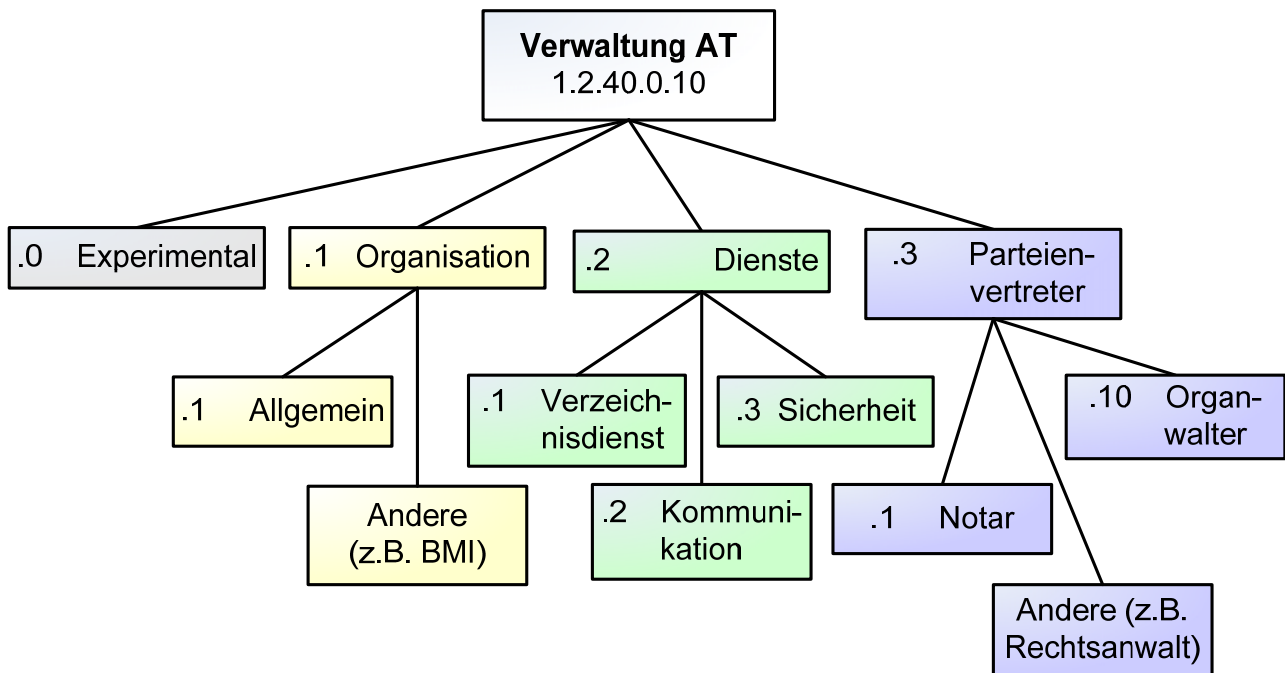 Verwaltung AT
1.2.40.0.10
.0 Experimental
.1 Organisation
.2 Dienste
.3 Parteien-
vertreter
.1 Allgemein
.1 Verzeich-
nisdienst
.3 Sicherheit
.10 Organ-
walter
Andere
(z.B. BMI)
.2 Kommuni-
kation
.1 Notar
Andere (z.B.
Rechtsanwalt)